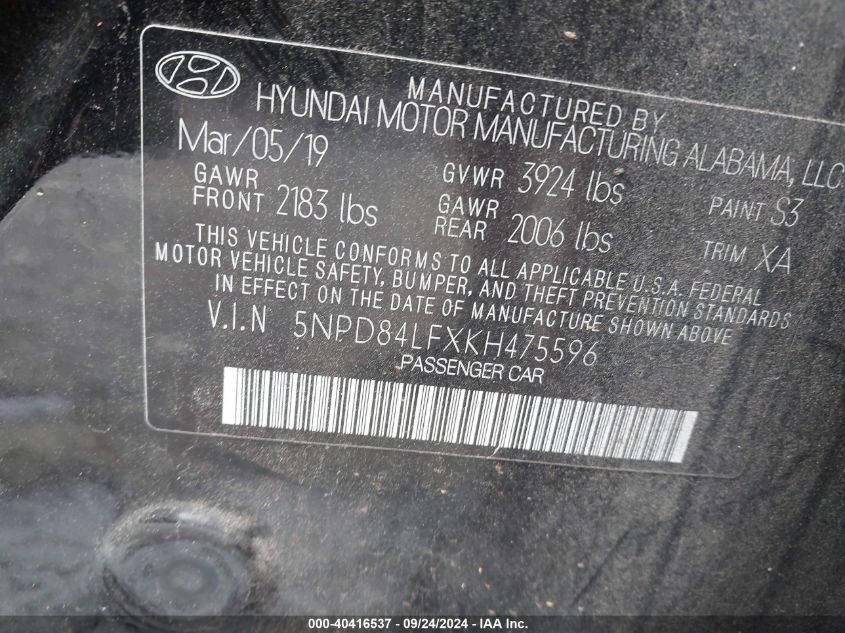 MANUFACTURED BY
HYUNDAI MOTOR MANUFACTURING ALABAMA, LLC
Mar/05/19
GVWR 3924 lbs
PAINT S3
GAWR FRONT 2183 lbs
GAWR REAR 2006 lbs
TRIM XA
THIS VEHICLE CONFORMS TO ALL APPLICABLE U.S.A. FEDERAL
MOTOR VEHICLE SAFETY, BUMPER, AND THEFT PREVENTION STANDARDS
IN EFFECT ON THE DATE OF MANUFACTURE SHOWN ABOVE
V.I.N 5NPD84LFXKH475596
PASSENGER CAR
000-40416537 - 09/24/2024 - IAA Inc.